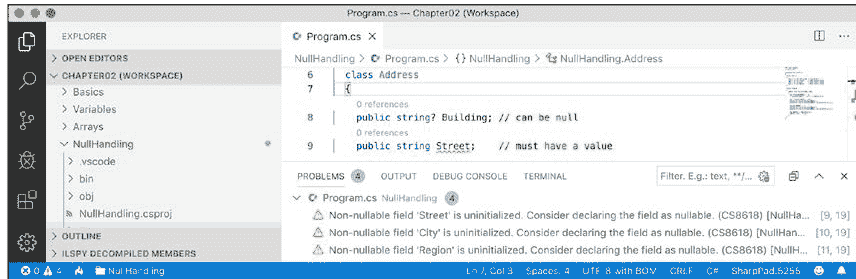 Program.cs — Chapter02 (Workspace)
EXPLORER
OPEN EDITORS
CHAPTER02 (WORKSPACE)
Basics
Variables
Arrays
NullHandling
.vscode
bin
obj
NullHandling.csproj
OUTLINE
ILSPY DECOMPILED MEMBERS
Program.cs
NullHandling > Program.cs > {} NullHandling > NullHandling.Address
6 class Address
7 {
0 references
8 public string? Building; // can be null
0 references
9 public string Street; // must have a value
PROBLEMS 4 OUTPUT DEBUG CONSOLE TERMINAL Filter. E.g.: text, **/...
Program.cs NullHandling 4
Non-nullable field 'Street' is uninitialized. Consider declaring the field as nullable. (CS8618) [NullHa... [9, 19]
Non-nullable field 'City' is uninitialized. Consider declaring the field as nullable. (CS8618) [NullHan... [10, 19]
Non-nullable field 'Region' is uninitialized. Consider declaring the field as nullable. (CS8618) [NullHa... [11, 19]
0 4 NullHandling Ln 7, Col 3 Spaces: 4 UTF-8 with BOM CRLF C# SharpPad:5255